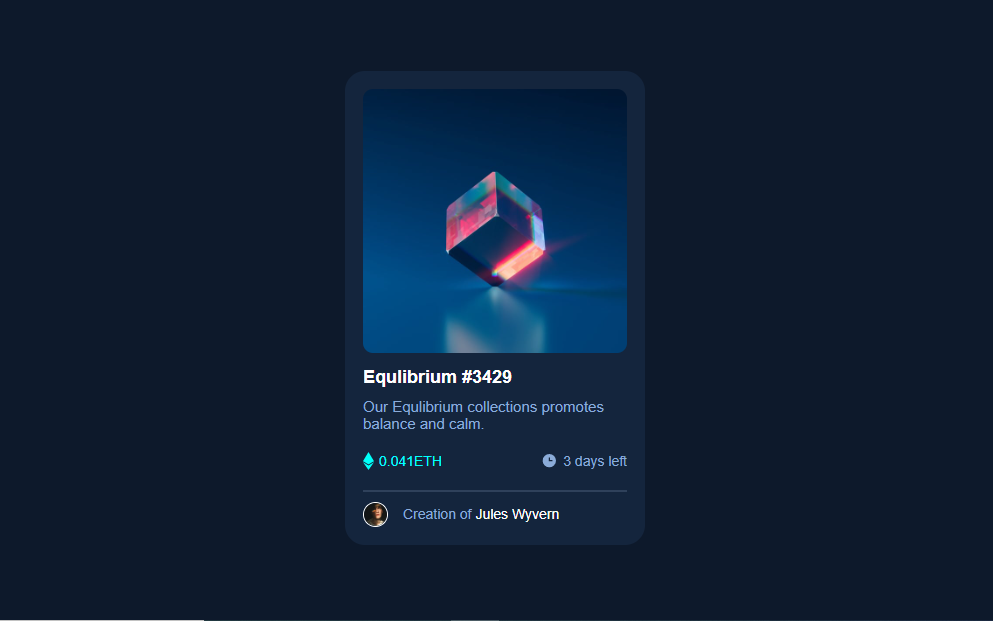 Equlibrium #3429
Our Equlibrium collections promotes
balance and calm.
0.041ETH
3 days left
Creation of Jules Wyvern